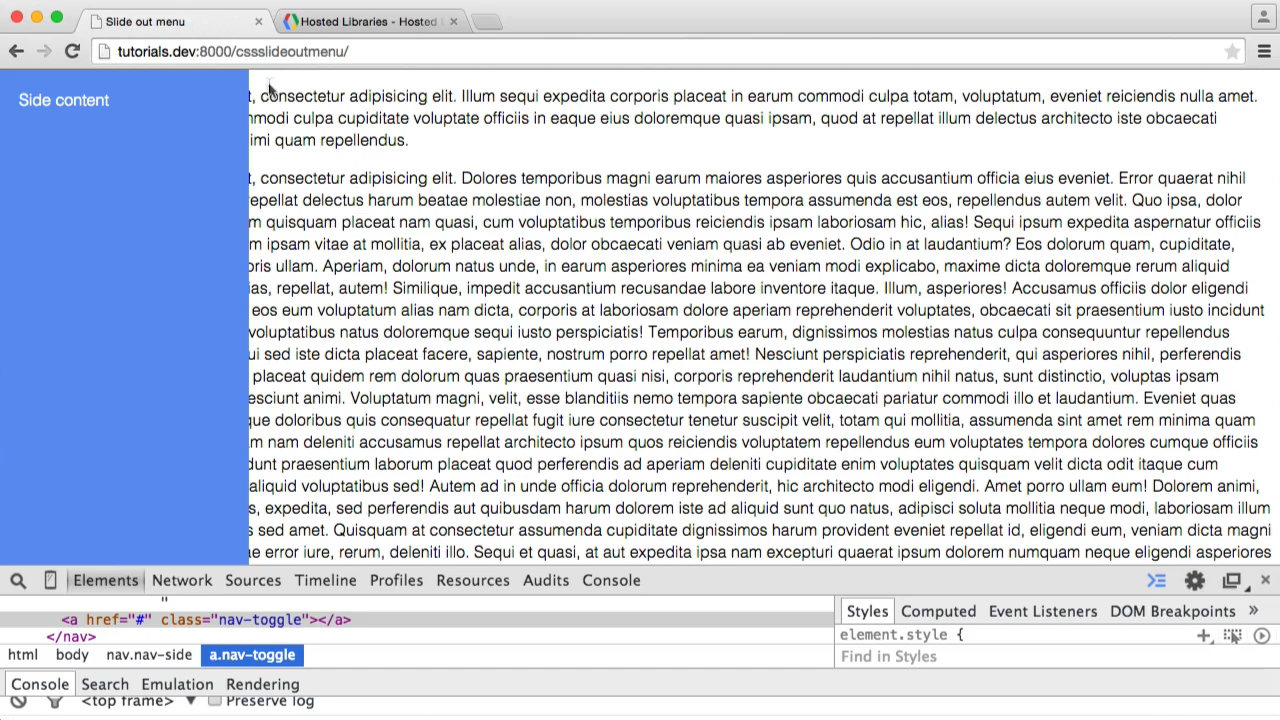 Slide out menu
Hosted Libraries - Hosted
tutorials.dev:8000/cssslideoutmenu/
Side content
t, consectetur adipisicing elit. Illum sequi expedita corporis placeat in earum commodi culpa totam, voluptatum, eveniet reiciendis nulla amet.
mmodi culpa cupiditate voluptate officiis in eaque eius doloremque quasi ipsam, quod at repellat illum delectus architecto iste obcaecati
imi quam repellendus.
t, consectetur adipisicing elit. Dolores temporibus magni earum maiores asperiores quis accusantium officia eius eveniet. Error quaerat nihil
repellat delectus harum beatae molestiae non, molestias voluptatibus tempora assumenda est eos, repellendus autem velit. Quo ipsa, dolor
m quisquam placeat nam quasi, cum voluptatibus temporibus reiciendis ipsam laboriosam hic, alias! Sequi ipsum expedita aspernatur officiis
m ipsam vitae at mollitia, ex placeat alias, dolor obcaecati veniam quasi ab eveniet. Odio in at laudantium? Eos dolorum quam, cupiditate,
oris ullam. Aperiam, dolorum natus unde, in earum asperiores minima ea veniam modi explicabo, maxime dicta doloremque rerum aliquid
ias, repellat, autem! Similique, impedit accusantium recusandae labore inventore itaque. Illum, asperiores! Accusamus officiis dolor eligendi
eos eum voluptatum alias nam dicta, corporis at laboriosam dolore aperiam reprehenderit voluptates, obcaecati sit praesentium iusto incidunt
voluptatibus natus doloremque sequi iusto perspiciatis! Temporibus earum, dignissimos molestias natus culpa consequuntur repellendus
ui sed iste dicta placeat facere, sapiente, nostrum porro repellat amet! Nesciunt perspiciatis reprehenderit, qui asperiores nihil, perferendis
placeat quidem rem dolorum quas praesentium quasi nisi, corporis reprehenderit laudantium nihil natus, sunt distinctio, voluptas ipsam
esciunt animi. Voluptatum magni, velit, esse blanditiis nemo tempora sapiente obcaecati pariatur commodi illo et laudantium. Eveniet quas
que doloribus quis consequatur repellat fugit iure consectetur tenetur suscipit velit, totam qui mollitia, assumenda sint amet rem minima quam
m nam deleniti accusamus repellat architecto ipsum quos reiciendis voluptatem repellendus eum voluptates tempora dolores cumque officiis
dunt praesentium laborum placeat quod perferendis ad aperiam deleniti cupiditate enim voluptates quisquam velit dicta odit itaque cum
aliquid voluptatibus sed! Autem ad in unde officia dolorum reprehenderit, hic architecto modi eligendi. Amet porro ullam eum! Dolorem animi,
s, expedita, sed perferendis aut quibusdam harum dolorem iste ad aliquid sunt quo natus, adipisci soluta mollitia neque modi, laboriosam illum
s sed amet. Quisquam at consectetur assumenda cupiditate dignissimos harum provident eveniet repellat id, eligendi eum, veniam dicta magni
ae error iure, rerum, deleniti illo. Sequi et quasi, at aut expedita ipsa nam excepturi quaerat ipsum dolorem numquam neque eligendi asperiores
Elements Network Sources Timeline Profiles Resources Audits Console
"
<a href="#" class="nav-toggle"></a>
</nav>
html body nav.nav-side a.nav-toggle
Styles Computed Event Listeners DOM Breakpoints »
element.style {
Find in Styles
Console Search Emulation Rendering
<top frame> Preserve log